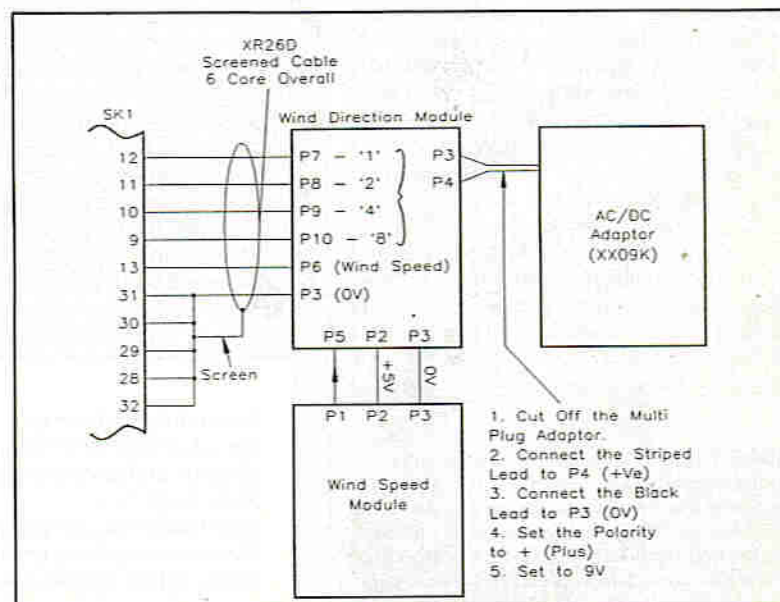 XR26D
Screened Cable
6 Core Overall
SK1
Wind Direction Module
12
11
10
9
13
31
30
29
28
32
P7 – '1'
P8 – '2'
P9 – '4'
P10 – '8'
P6 (Wind Speed)
P3 (0V)
P3
P4
AC/DC
Adaptor
(XX09K)
Screen
P5 P2 P3
+5V
0V
P1 P2 P3
Wind Speed
Module
1. Cut Off the Multi
Plug Adaptor.
2. Connect the Striped
Lead to P4 (+Ve)
3. Connect the Black
Lead to P3 (0V)
4. Set the Polarity
to + (Plus)
5. Set to 9V